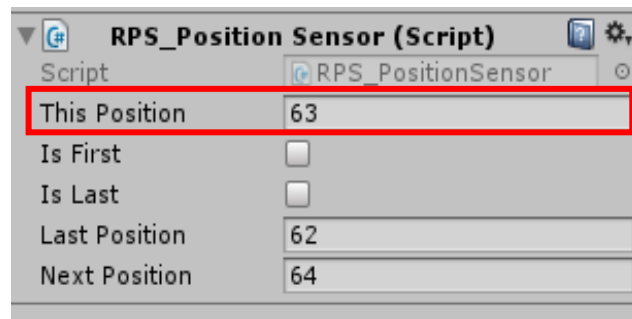 RPS_Position Sensor (Script)
Script RPS_PositionSensor
This Position 63
Is First
Is Last
Last Position 62
Next Position 64